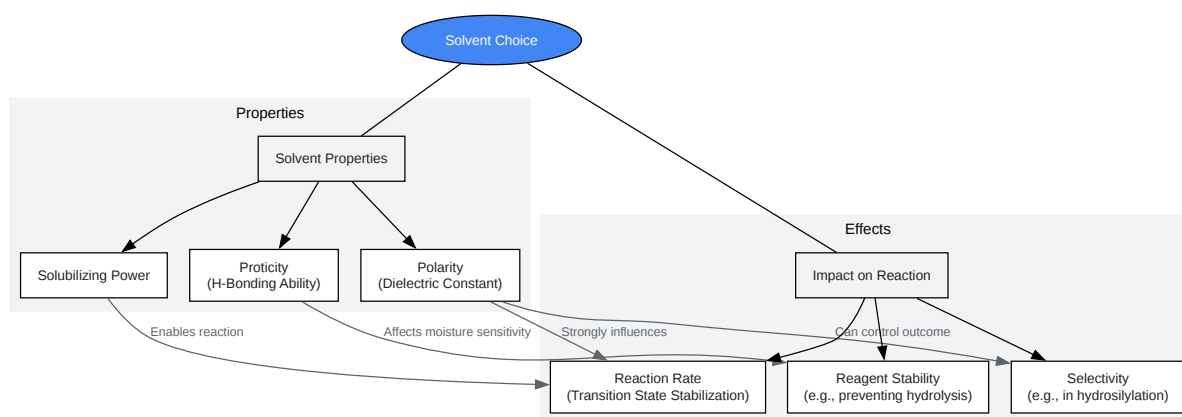 Solvent Choice
Properties
Solvent Properties
Effects
Solubilizing Power
Proticity
(H-Bonding Ability)
Polarity
(Dielectric Constant)
Impact on Reaction
Enables reaction
Affects moisture sensitivity
Strongly influences
Can control outcome
Reaction Rate
(Transition State Stabilization)
Reagent Stability
(e.g., preventing hydrolysis)
Selectivity
(e.g., in hydrosilylation)